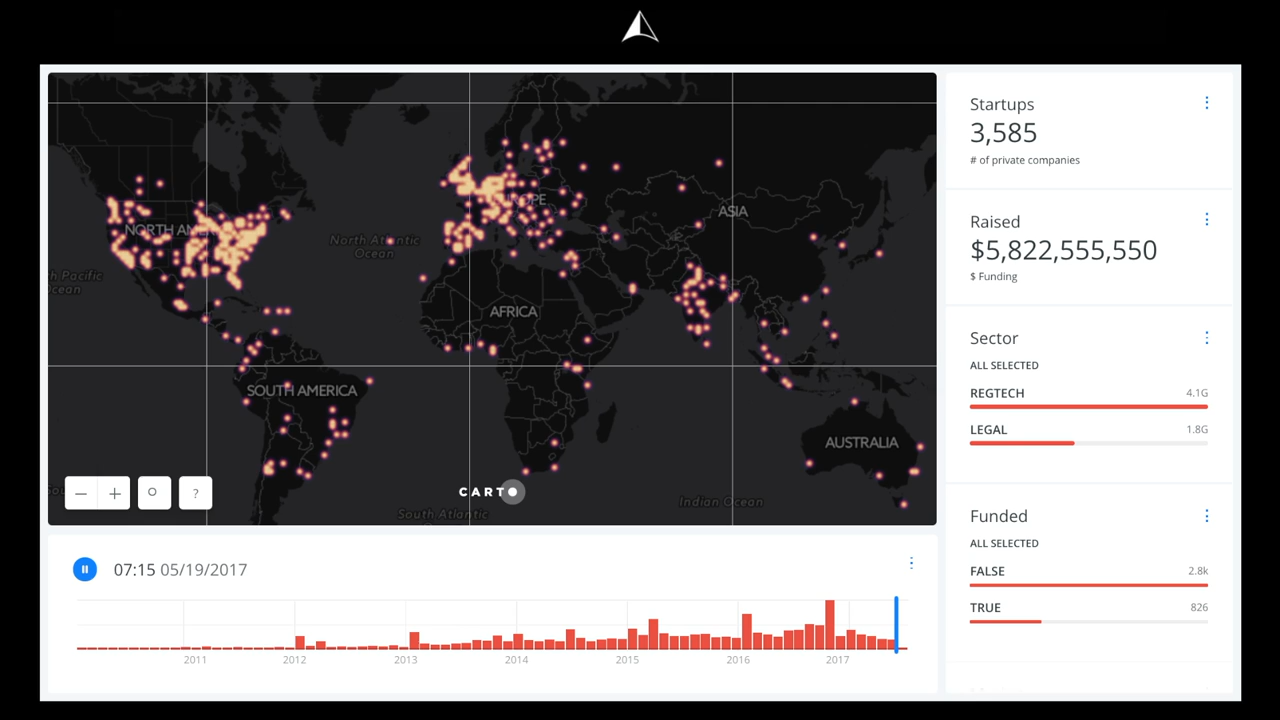 NORTH AM
EUROPE
ASIA
North Atlantic
Ocean
h Pacific
Ocean
AFRICA
SOUTH AMERICA
AUSTRALIA
CARTO
Indian Ocean
South Atlantic
?
07:15 05/19/2017
2011 2012 2013 2014 2015 2016 2017
Startups
3,585
# of private companies
Raised
$5,822,555,550
$ Funding
Sector
ALL SELECTED
REGTECH 4.1G
LEGAL 1.8G
Funded
ALL SELECTED
FALSE 2.8k
TRUE 826